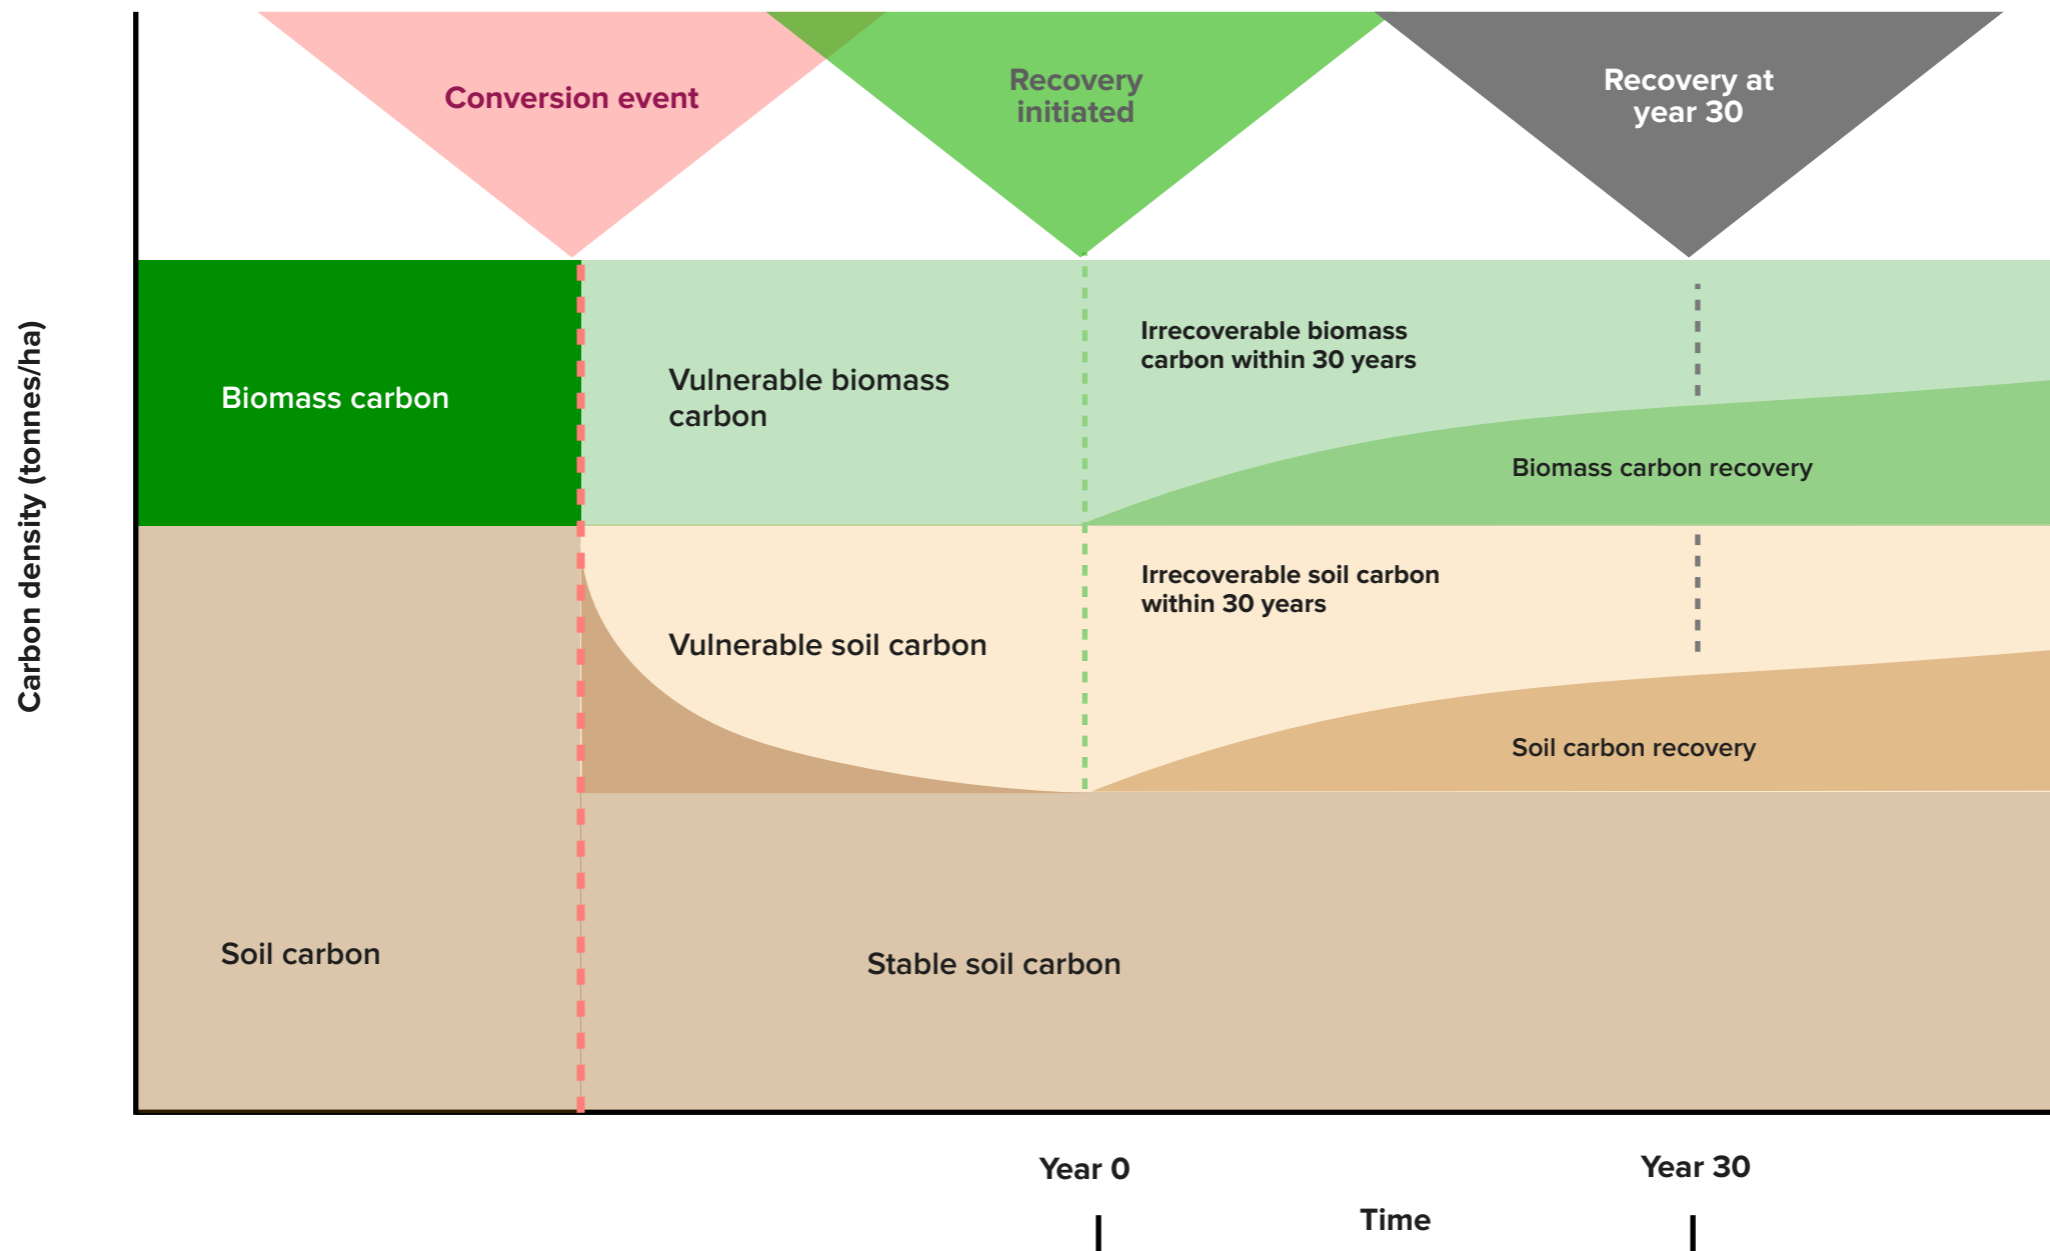 Conversion event
Recovery
initiated
Recovery at
year 30
Carbon density (tonnes/ha)
Biomass carbon
Vulnerable biomass
carbon
Irrecoverable biomass
carbon within 30 years
Biomass carbon recovery
Irrecoverable soil carbon
within 30 years
Vulnerable soil carbon
Soil carbon recovery
Soil carbon
Stable soil carbon
Year 0
Year 30
Time